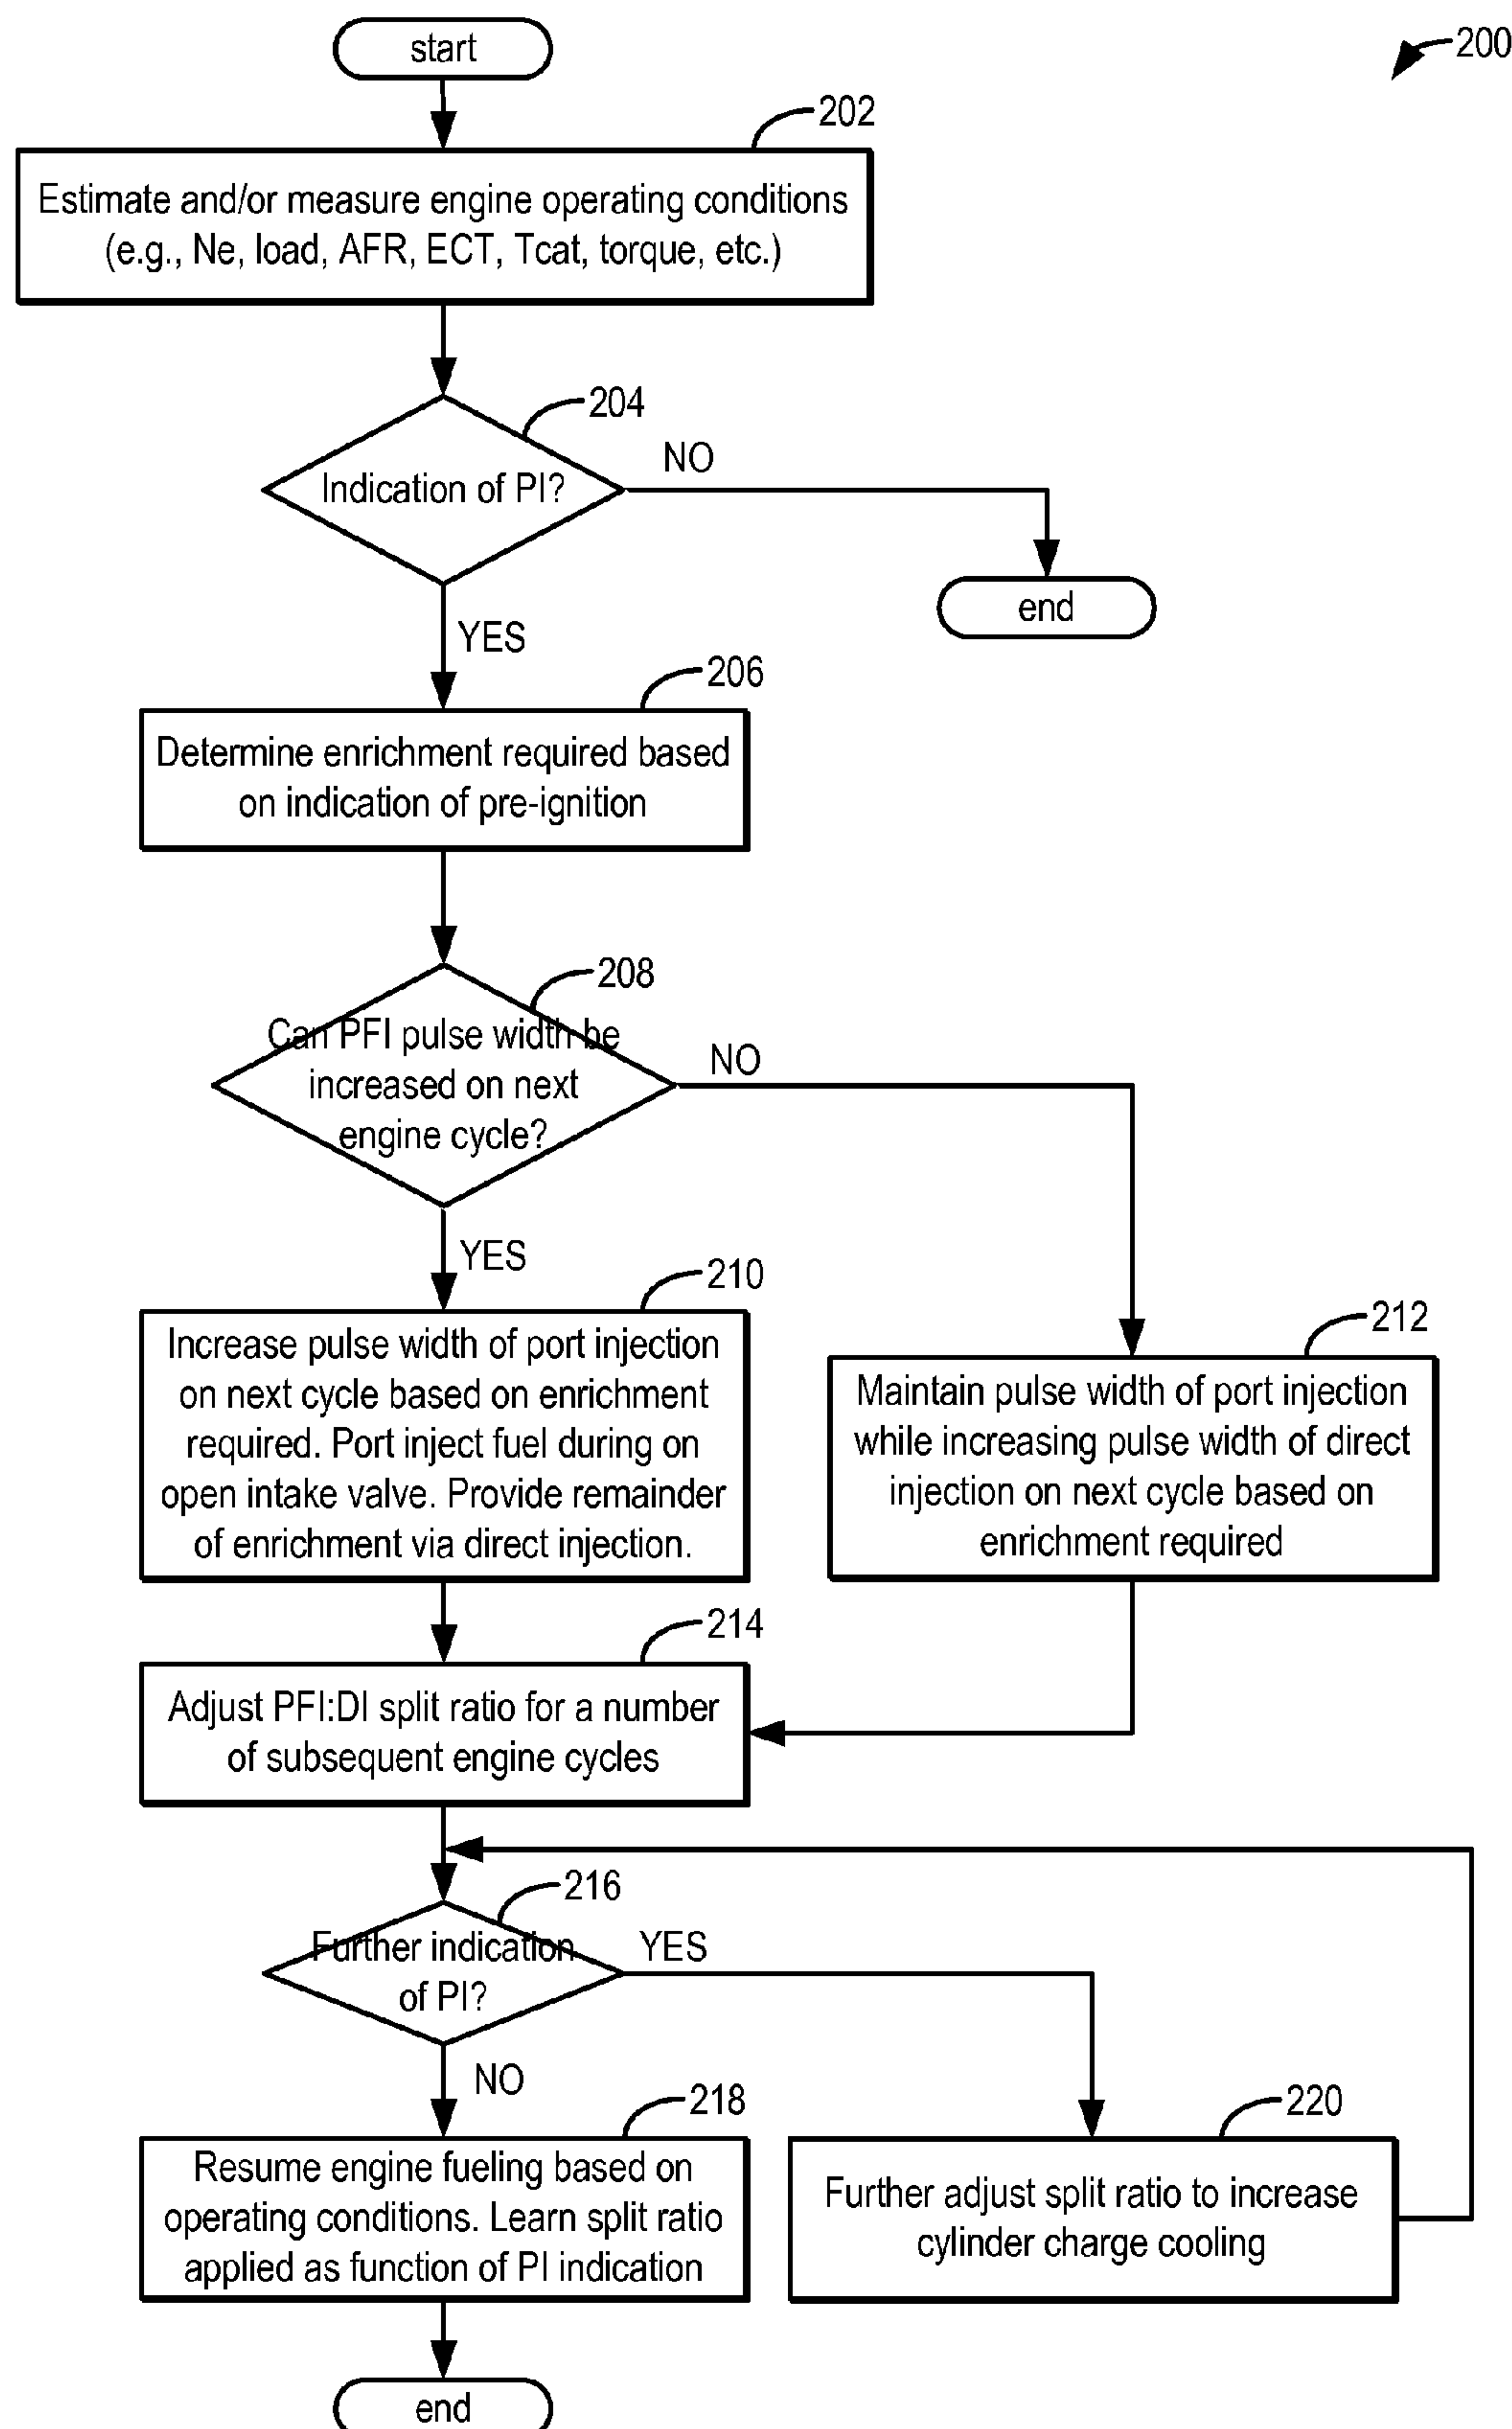 start
200
202
Estimate and/or measure engine operating conditions
(e.g., Ne, load, AFR, ECT, Tcat, torque, etc.)
204
Indication of PI?
NO
end
YES
206
Determine enrichment required based
on indication of pre-ignition
208
Can PFI pulse width be
increased on next
engine cycle?
NO
YES
210
Increase pulse width of port injection
on next cycle based on enrichment
required. Port inject fuel during on
open intake valve. Provide remainder
of enrichment via direct injection.
212
Maintain pulse width of port injection
while increasing pulse width of direct
injection on next cycle based on
enrichment required
214
Adjust PFI:DI split ratio for a number
of subsequent engine cycles
216
Further indication
of PI?
YES
NO
218
Resume engine fueling based on
operating conditions. Learn split ratio
applied as function of PI indication
220
Further adjust split ratio to increase
cylinder charge cooling
end